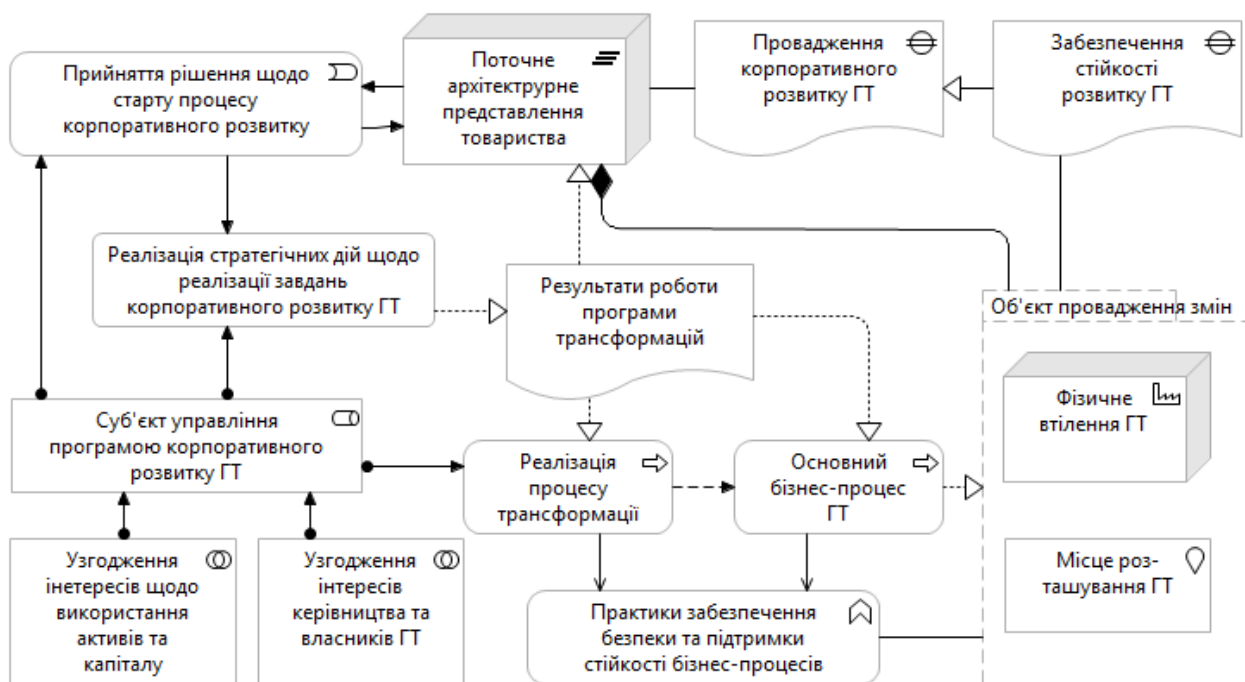 Прийняття рішення щодо
старту процесу
корпоративного розвитку
Поточне
архітектрурне
представлення
товариства
Провадження
корпоративного
розвитку ГТ
Забезпечення
стійкості
розвитку ГТ
Реалізація стратегічних дій щодо
реалізації завдань
корпоративного розвитку ГТ
Результати роботи
програми
трансформацій
Об'єкт провадження змін
Фізичне
втілення ГТ
Суб'єкт управління
програмою корпоративного
розвитку ГТ
Реалізація
процесу
трансформації
Основний
бізнес-процес
ГТ
Узгодження
інетересів щодо
використання
активів та
капіталу
Узгодження
інтересів
керівництва та
власників ГТ
Практики забезпечення
безпеки та підтримки
стійкості бізнес-процесів
Місце роз-
ташування ГТ